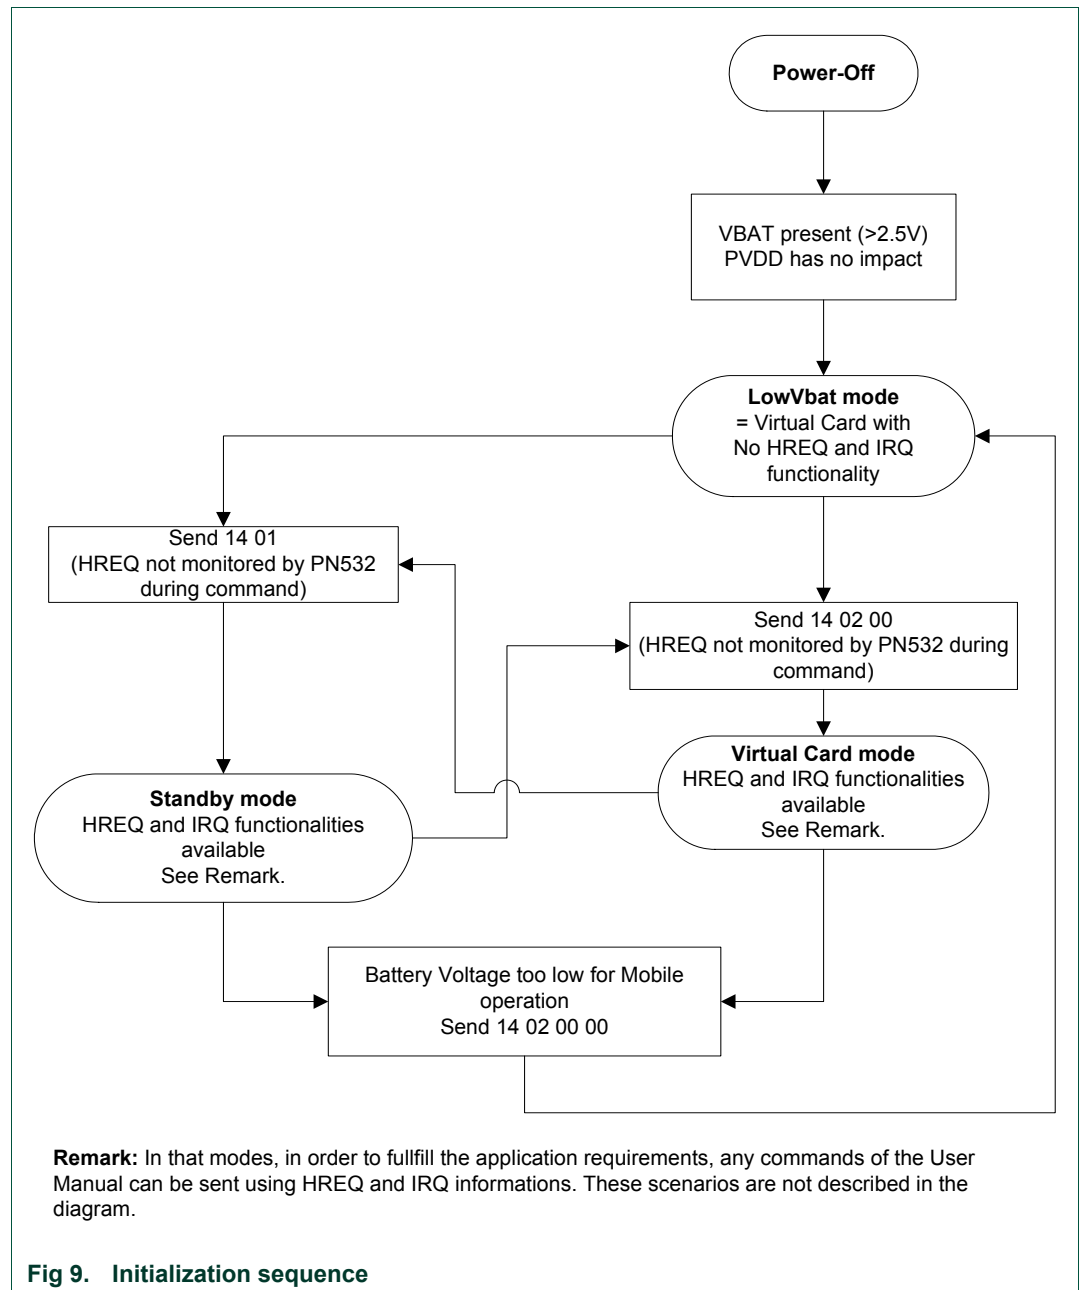 Power-Off
VBAT present (>2.5V)
PVDD has no impact
LowVbat mode
= Virtual Card with
No HREQ and IRQ
functionality
Send 14 01
(HREQ not monitored by PN532
during command)
Send 14 02 00
(HREQ not monitored by PN532 during
command)
Virtual Card mode
HREQ and IRQ functionalities
available
See Remark.
Standby mode
HREQ and IRQ functionalities
available
See Remark.
Battery Voltage too low for Mobile
operation
Send 14 02 00 00
Remark: In that modes, in order to fullfill the application requirements, any commands of the User
Manual can be sent using HREQ and IRQ informations. These scenarios are not described in the
diagram.
Fig 9. Initialization sequence